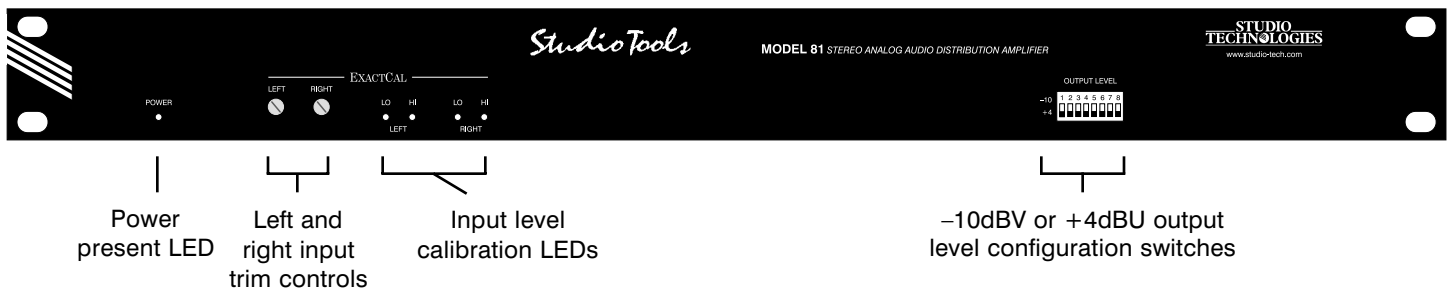 StudioTools
MODEL 81 STEREO ANALOG AUDIO DISTRIBUTION AMPLIFIER
STUDIO
TECHNOLOGIES
www.studio-tech.com
POWER
EXACTCAL
LEFT RIGHT
LO HI LO HI
LEFT RIGHT
OUTPUT LEVEL
–10 1 2 3 4 5 6 7 8
+4
Power
present LED
Left and
right input
trim controls
Input level
calibration LEDs
–10dBV or +4dBU output
level configuration switches